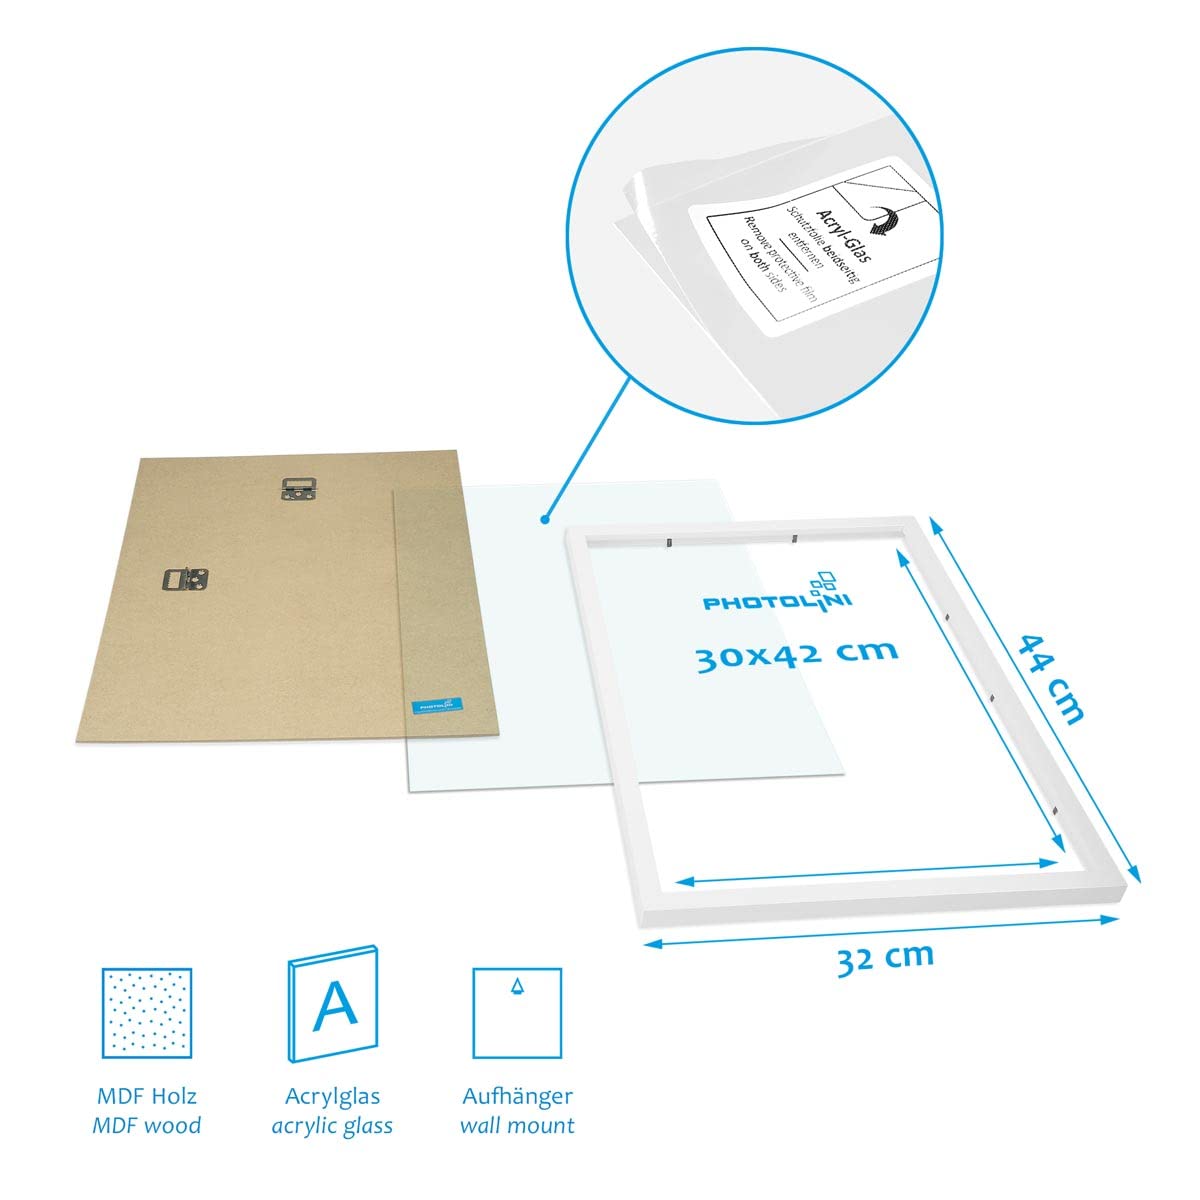 Acryl-Glas
Schutzfolie beidseitig
entfernen
Remove protective film
on both sides
PHOTOLINI
30x42 cm
44 cm
32 cm
PHOTOLINI
A
MDF Holz
MDF wood
Acrylglas
acrylic glass
Aufhänger
wall mount